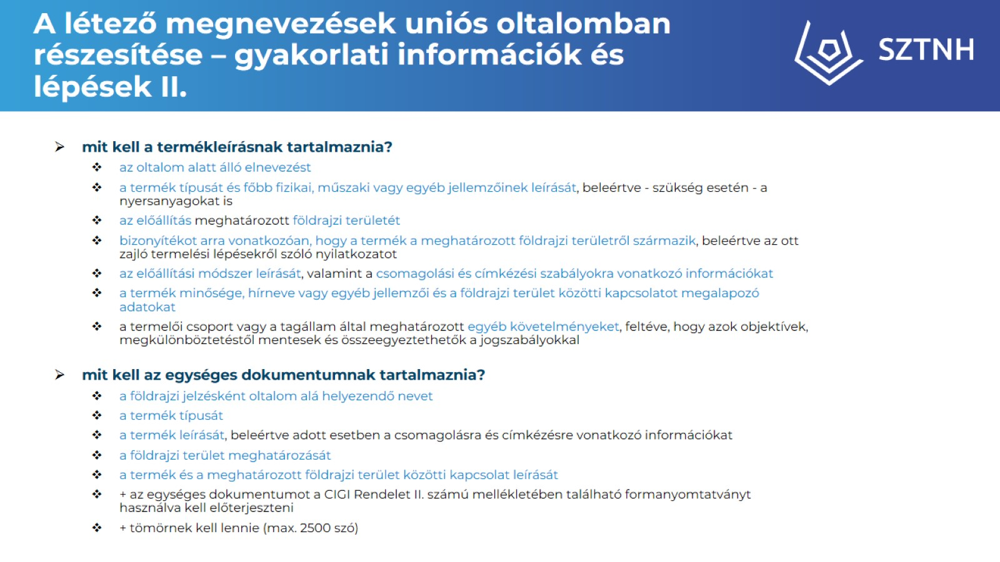 A létező megnevezések uniós oltalomban
részesítése – gyakorlati információk és
lépések II.
SZTNH
➢ mit kell a termékleírásnak tartalmaznia?
❖ az oltalom alatt álló elnevezést
❖ a termék típusát és főbb fizikai, műszaki vagy egyéb jellemzőinek leírását, beleértve - szükség esetén - a
nyersanyagokat is
❖ az előállítás meghatározott földrajzi területét
❖ bizonyítékot arra vonatkozóan, hogy a termék a meghatározott földrajzi területről származik, beleértve az ott
zajló termelési lépésekről szóló nyilatkozatot
❖ az előállítási módszer leírását, valamint a csomagolási és címkézési szabályokra vonatkozó információkat
❖ a termék minősége, hírneve vagy egyéb jellemzői és a földrajzi terület közötti kapcsolatot megalapozó
adatokat
❖ a termelői csoport vagy a tagállam által meghatározott egyéb követelményeket, feltéve, hogy azok objektívek,
megkülönböztetéstől mentesek és összeegyeztethetők a jogszabályokkal
➢ mit kell az egységes dokumentumnak tartalmaznia?
❖ a földrajzi jelzésként oltalom alá helyezendő nevet
❖ a termék típusát
❖ a termék leírását, beleértve adott esetben a csomagolásra és címkézésre vonatkozó információkat
❖ a földrajzi terület meghatározását
❖ a termék és a meghatározott földrajzi terület közötti kapcsolat leírását
❖ + az egységes dokumentumot a CIGI Rendelet II. számú mellékletében található formanyomtatványt
használva kell előterjeszteni
❖ + tömörnek kell lennie (max. 2500 szó)